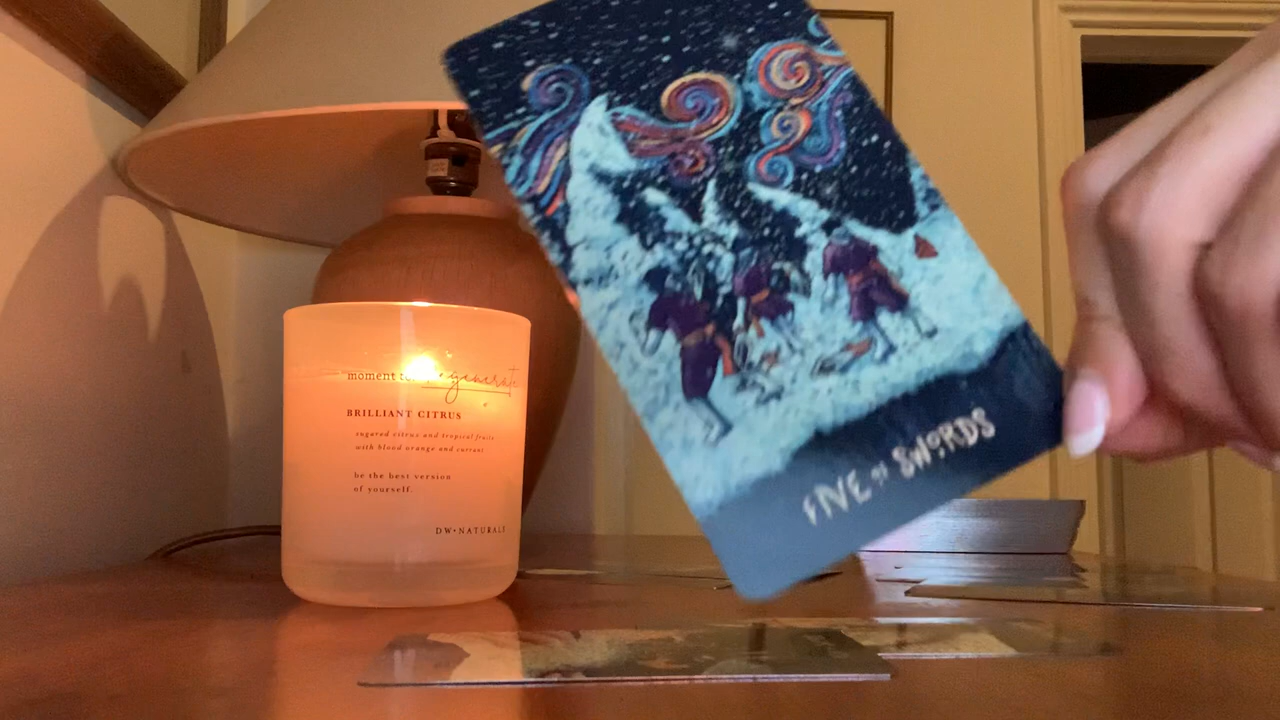 "moment to
BRILLIANT CITRUS
sugared citrus and tropical fruits
with blood orange and currant
be the best version
of yourself.
DW•NATURALS
FIVE OF SWORDS